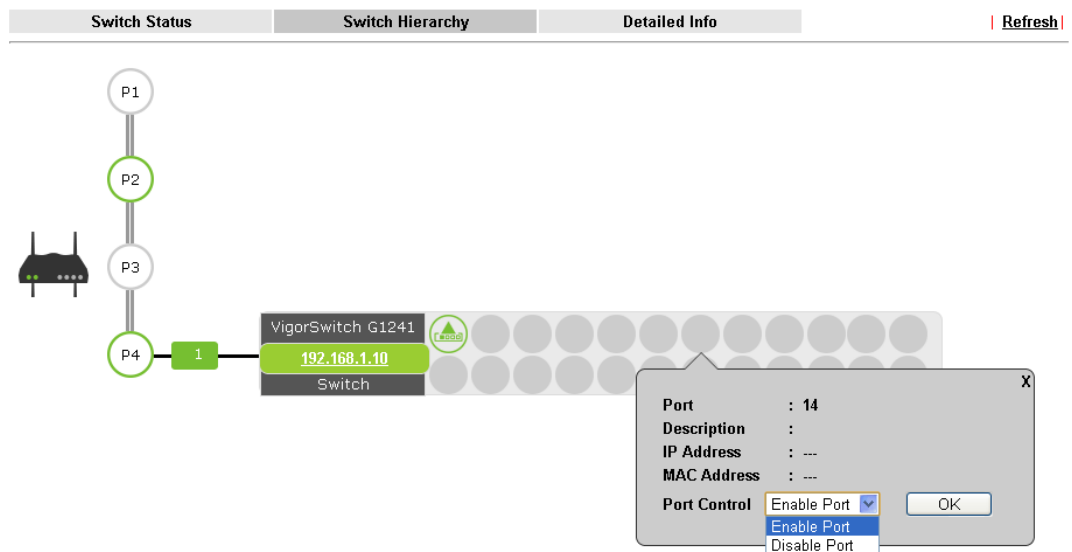 Switch Status Switch Hierarchy Detailed Info | Refresh |
P1
P2
P3
P4
1
VigorSwitch G1241
192.168.1.10
Switch
X
Port : 14
Description :
IP Address : ---
MAC Address : ---
Port Control Enable Port OK
Enable Port
Disable Port